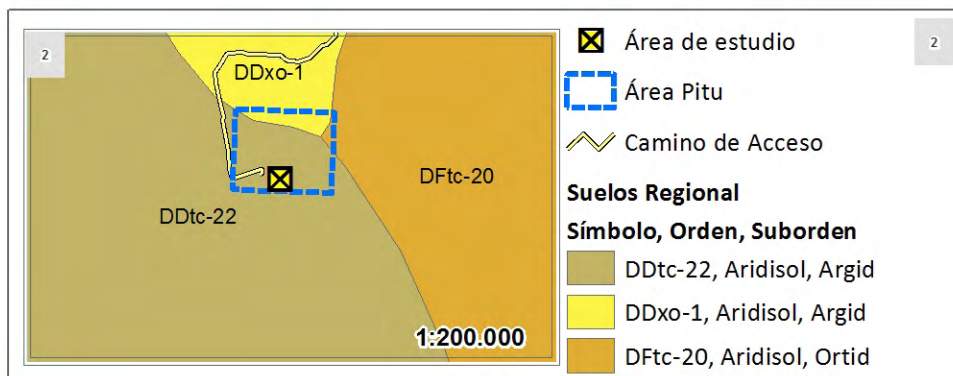 2
DDxo-1
DFtc-20
DDtc-22
1:200.000
Área de estudio
2
Área Pitu
Camino de Acceso
Suelos Regional
Símbolo, Orden, Suborden
DDtc-22, Aridisol, Argid
DDxo-1, Aridisol, Argid
DFtc-20, Aridisol, Ortid